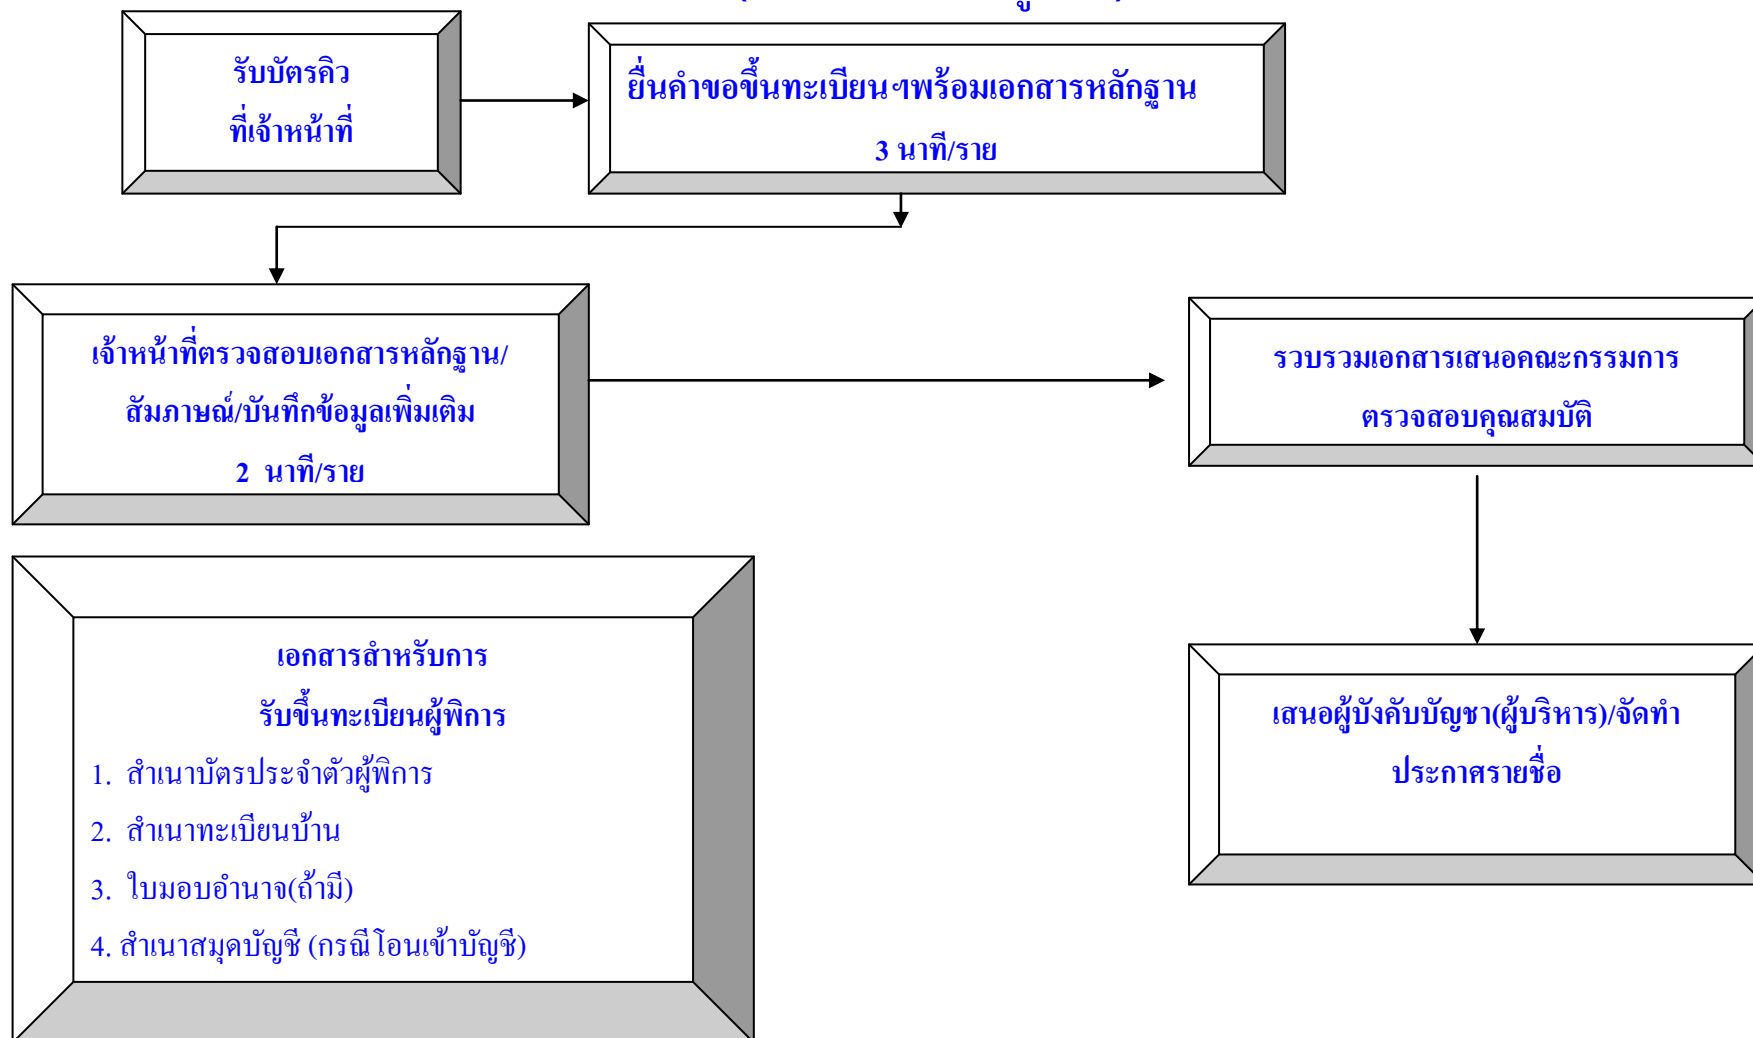 รับบัตรคิว
ที่เจ้าหน้าที่
ยื่นคำขอขึ้นทะเบียนฯพร้อมเอกสารหลักฐาน
3 นาที/ราย
เจ้าหน้าที่ตรวจสอบเอกสารหลักฐาน/
สัมภาษณ์/บันทึกข้อมูลเพิ่มเติม
2 นาที/ราย
รวบรวมเอกสารเสนอคณะกรรมการ
ตรวจสอบคุณสมบัติ
เสนอผู้บังคับบัญชา(ผู้บริหาร)/จัดทำ
ประกาศรายชื่อ
เอกสารสำหรับการ
รับขึ้นทะเบียนผู้พิการ
1. สำเนาบัตรประจำตัวผู้พิการ
2. สำเนาทะเบียนบ้าน
3. ใบมอบอำนาจ(ถ้ามี)
4. สำเนาสมุดบัญชี (กรณีโอนเข้าบัญชี)